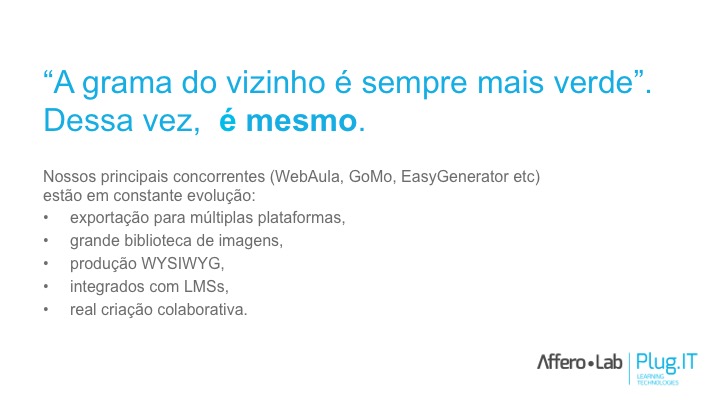 “A grama do vizinho é sempre mais verde”.
Dessa vez,  é mesmo.
Nossos principais concorrentes (WebAula, GoMo, EasyGenerator etc)
estão em constante evolução:
• exportação para múltiplas plataformas,
• grande biblioteca de imagens,
• produção WYSIWYG,
• integrados com LMSs,
• real criação colaborativa.
Affero•Lab | Plug.IT
LEARNING
TECHNOLOGIES